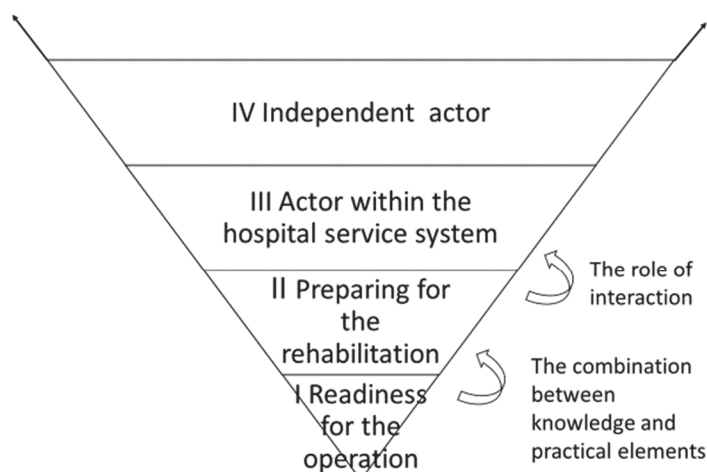 IV Independent actor
III Actor within the
hospital service system
II Preparing for
the
rehabilitation
I Readiness
for the
operation
The role of
interaction
The combination
between
knowledge and
practical elements